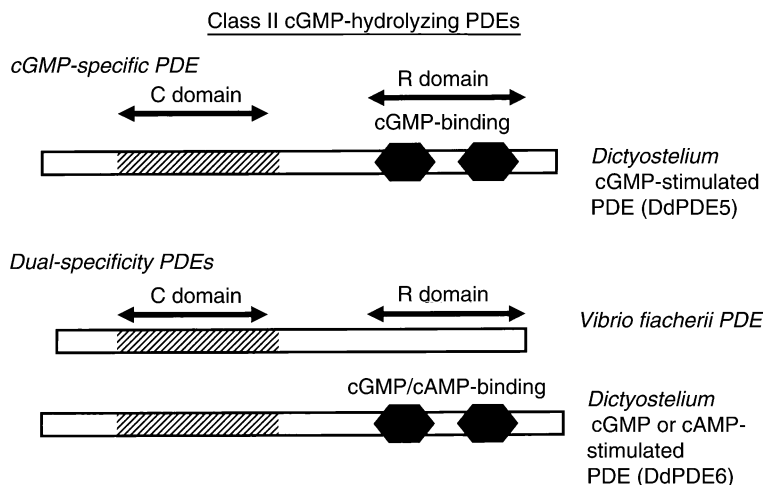 Class II cGMP-hydrolyzing PDEs
cGMP-specific PDE
C domain
R domain
cGMP-binding
Dictyostelium
cGMP-stimulated
PDE (DdPDE5)
Dual-specificity PDEs
C domain
R domain
Vibrio fiacherii PDE
cGMP/cAMP-binding
Dictyostelium
cGMP or cAMP-
stimulated
PDE (DdPDE6)